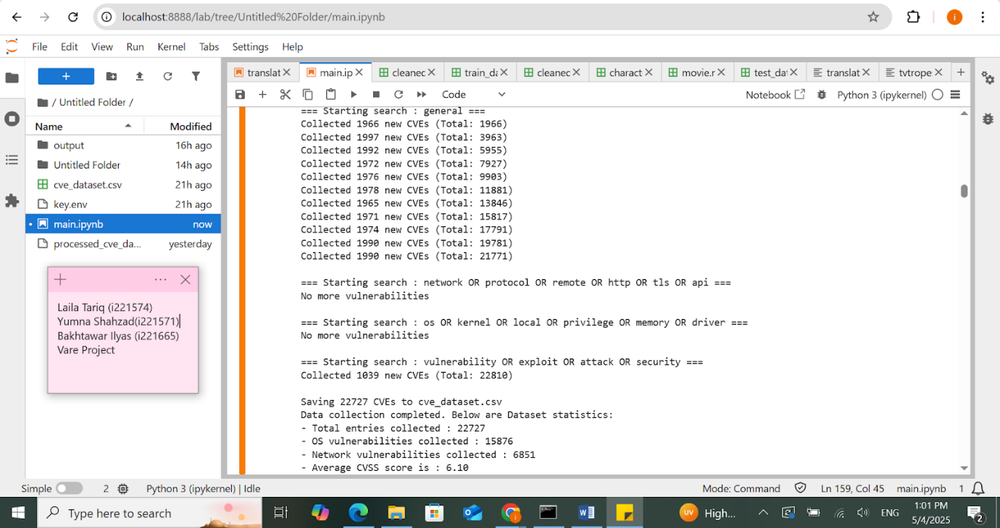 localhost:8888/lab/tree/Untitled%20Folder/main.ipynb
i
File Edit View Run Kernel Tabs Settings Help
+
/ Untitled Folder /
Name Modified
output 16h ago
Untitled Folder 14h ago
cve_dataset.csv 21h ago
key.env 21h ago
main.ipynb now
processed_cve_da... yesterday
Laila Tariq (i221574)
Yumna Shahzad(i221571)
Bakhtawar Ilyas (i221665)
Vare Project
translat main.ip cleanec train_da cleanec charact movie.r test_dat translat tvtrope
Code Notebook Python 3 (ipykernel)
=== Starting search : general ===
Collected 1966 new CVEs (Total: 1966)
Collected 1997 new CVEs (Total: 3963)
Collected 1992 new CVEs (Total: 5955)
Collected 1972 new CVEs (Total: 7927)
Collected 1976 new CVEs (Total: 9903)
Collected 1978 new CVEs (Total: 11881)
Collected 1965 new CVEs (Total: 13846)
Collected 1971 new CVEs (Total: 15817)
Collected 1974 new CVEs (Total: 17791)
Collected 1990 new CVEs (Total: 19781)
Collected 1990 new CVEs (Total: 21771)
=== Starting search : network OR protocol OR remote OR http OR tls OR api ===
No more vulnerabilities
=== Starting search : os OR kernel OR local OR privilege OR memory OR driver ===
No more vulnerabilities
=== Starting search : vulnerability OR exploit OR attack OR security ===
Collected 1039 new CVEs (Total: 22810)
Saving 22727 CVEs to cve_dataset.csv
Data collection completed. Below are Dataset statistics:
- Total entries collected : 22727
- OS vulnerabilities collected : 15876
- Network vulnerabilities collected : 6851
- Average CVSS score is : 6.10
Simple 2 Python 3 (ipykernel) | Idle Mode: Command Ln 159, Col 45 main.ipynb 1
Type here to search UV High... ENG 1:01 PM
5/4/2025 2